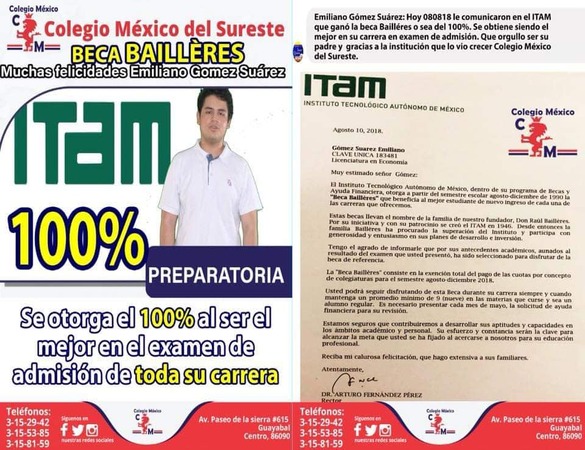 Colegio México
C M
Colegio México del Sureste
BECA BAILLÈRES
Muchas felicidades Emiliano Gomez Suárez
ITAM
100%
PREPARATORIA
Se otorga el 100% al ser el
mejor en el examen de
admisión de toda su carrera
Teléfonos:
3-15-29-42
3-15-53-85
3-15-81-59
Síguenos en
nuestras redes sociales
Colegio México
C M
Av. Paseo de la sierra #615
Guayabal
Centro, 86090
Emiliano Gómez Suárez: Hoy 080818 le comunicaron en el ITAM
que ganó la beca Baillères o sea del 100%. Se obtiene siendo el
mejor en su carrera en examen de admisión. Que orgullo ser su
padre y gracias a la institución que lo vio crecer Colegio México
del Sureste.
ITAM
INSTITUTO TECNOLÓGICO AUTÓNOMO DE MÉXICO
Colegio México
C M
Agosto 10, 2018.
Gómez Suarez Emiliano
CLAVE UNICA 183481
Licenciatura en Economía
Muy estimado señor Gómez:
El Instituto Tecnológico Autónomo de México, dentro de su programa de Becas y
Ayuda Financiera, otorga a partir del semestre escolar agosto-diciembre de 1990 la
"Beca Baillères" que beneficia al mejor estudiante de nuevo ingreso de cada una de
las carreras que ofrecemos.
Estas becas llevan el nombre de la familia de nuestro fundador, Don Raúl Baillères.
Por su iniciativa y con su patrocinio se creó el ITAM en 1946. Desde entonces la
familia Baillères ha procurado la superación del Instituto y participa con
generosidad y entusiasmo en sus planes de desarrollo e inversión.
Tengo el agrado de informarle que por sus antecedentes académicos, aunados al
resultado del examen que usted presentó, ha sido seleccionado para disfrutar de la
beca de referencia.
La "Beca Baillères" consiste en la exención total del pago de las cuotas por concepto
de colegiaturas para el semestre agosto-diciembre de 2018.
Usted podrá seguir disfrutando de esta Beca durante su carrera siempre y cuando
mantenga un promedio mínimo de 9 (nueve) en las materias que curse y sea un
alumno regular. Es necesario presentar cada mes de mayo, la solicitud de ayuda
financiera para su revisión.
Estamos seguros que contribuiremos a desarrollar sus aptitudes y capacidades en
los ámbitos académico y personal. Su esfuerzo y constancia serán la clave para
alcanzar la meta que usted se ha fijado al acercarse a nosotros para su educación
profesional.
Reciba mi calurosa felicitación, que hago extensiva a sus familiares.
Atentamente,
DR. ARTURO FERNÁNDEZ PÉREZ
Rector
Teléfonos:
3-15-29-42
3-15-53-85
3-15-81-59
Síguenos en
nuestras redes sociales
Colegio México
C M
Av. Paseo de la sierra #615
Guayabal
Centro, 86090